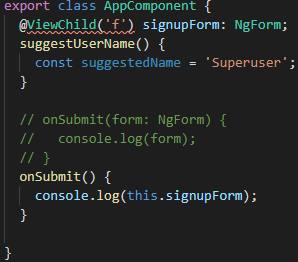 export class AppComponent {
@ViewChild('f') signupForm: NgForm;
suggestUserName() {
const suggestedName = 'Superuser';
}
// onSubmit(form: NgForm) {
//   console.log(form);
// }
onSubmit() {
console.log(this.signupForm);
}
}